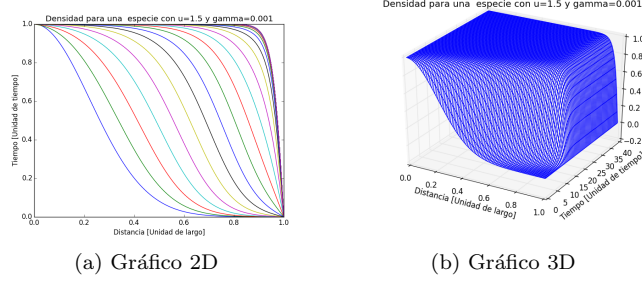 Densidad para una  especie con u=1.5 y gamma=0.001
1.0
0.8
0.6
0.4
0.2
0.0
Tiempo [Unidad de tiempo]
0.0 0.2 0.4 0.6 0.8 1.0
Distancia [Unidad de largo]
(a) Gráfico 2D
Densidad para una  especie con u=1.5 y gamma=0.001
1.0
0.8
0.6
0.4
0.2
0.0
−0.2
0.0 0.2 0.4 0.6 0.8 1.0
Distancia [Unidad de largo]
0 5 10 15 20 25 30 35 40
Tiempo [Unidad de tiempo]
(b) Gráfico 3D